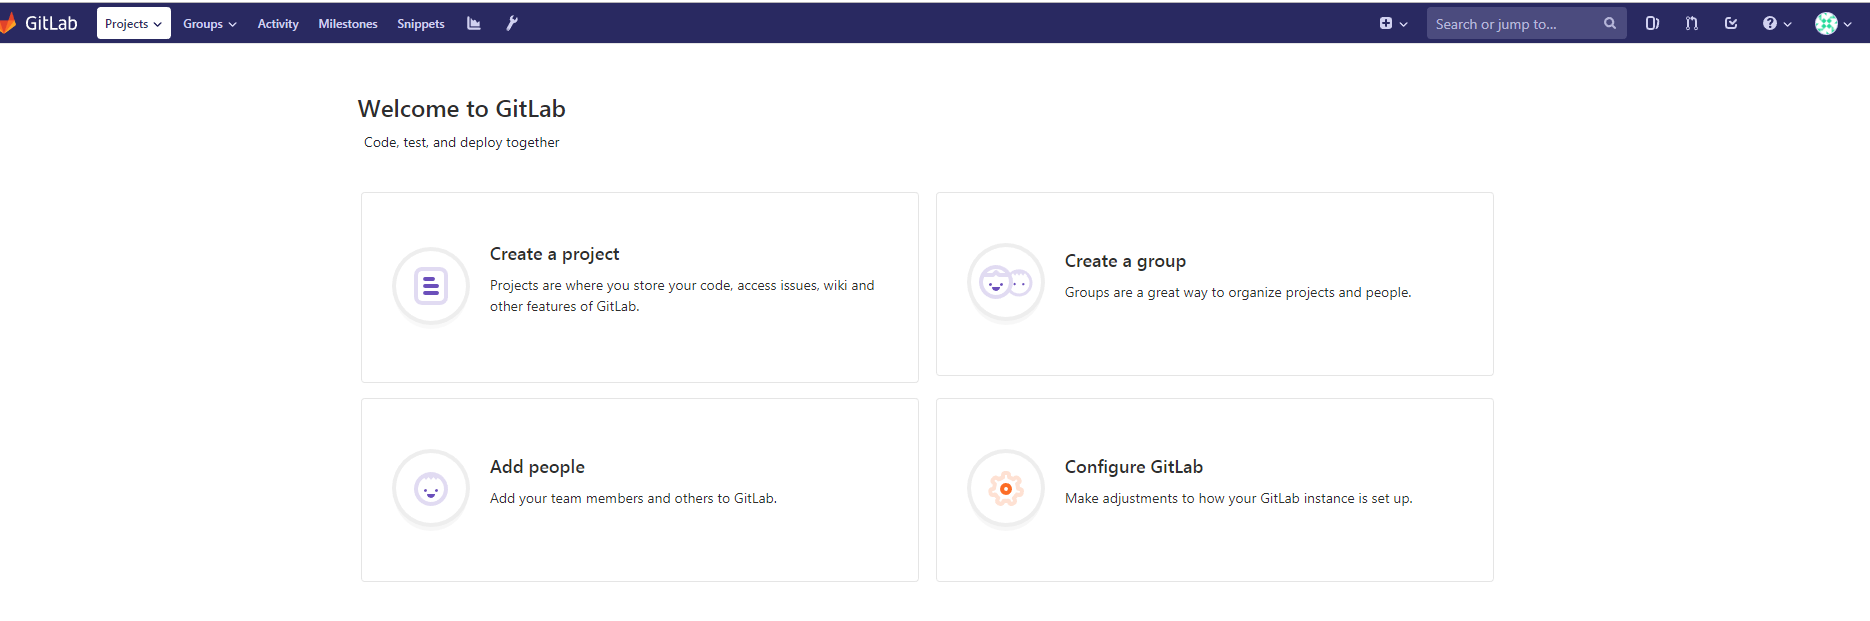 GitLab Projects Groups Activity Milestones Snippets Search or jump to...
Welcome to GitLab
Code, test, and deploy together
Create a project
Projects are where you store your code, access issues, wiki and
other features of GitLab.
Create a group
Groups are a great way to organize projects and people.
Add people
Add your team members and others to GitLab.
Configure GitLab
Make adjustments to how your GitLab instance is set up.